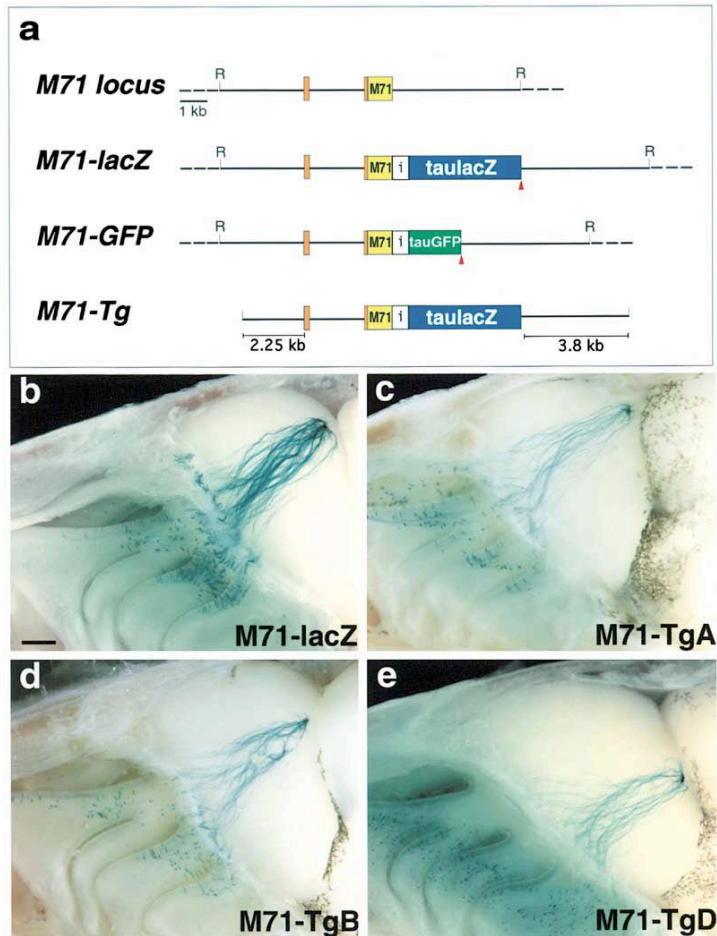 a
M71 locus R M71 R
1 kb
M71-lacZ R M71 i taulacZ R
M71-GFP R M71 i tauGFP R
M71-Tg M71 i taulacZ
2.25 kb 3.8 kb
b
M71-lacZ
c
M71-TgA
d
M71-TgB
e
M71-TgD